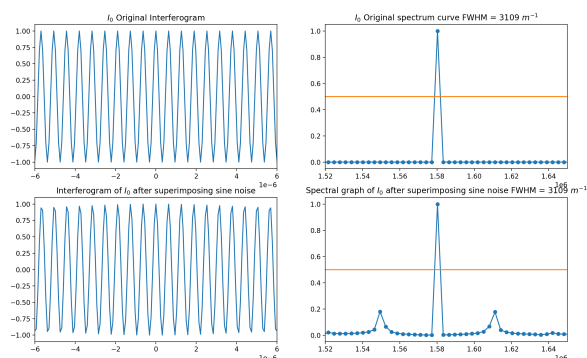 I₀ Original Interferogram
1.00
0.75
0.50
0.25
0.00
−0.25
−0.50
−0.75
−1.00
−6 −4 −2 0 2 4 6
1e−6
I₀ Original spectrum curve FWHM = 3109 m⁻¹
1.0
0.8
0.6
0.4
0.2
0.0
1.52 1.54 1.56 1.58 1.60 1.62 1.64
1e6
Interferogram of I₀ after superimposing sine noise
1.00
0.75
0.50
0.25
0.00
−0.25
−0.50
−0.75
−1.00
−6 −4 −2 0 2 4 6
1e−6
Spectral graph of I₀ after superimposing sine noise FWHM = 3109 m⁻¹
1.0
0.8
0.6
0.4
0.2
0.0
1.52 1.54 1.56 1.58 1.60 1.62 1.64
1e6